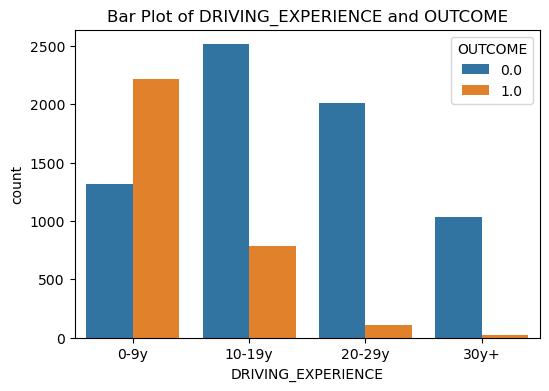 Bar Plot of DRIVING_EXPERIENCE and OUTCOME
OUTCOME
0.0
1.0
count
2500
2000
1500
1000
500
0
0-9y
10-19y
20-29y
30y+
DRIVING_EXPERIENCE